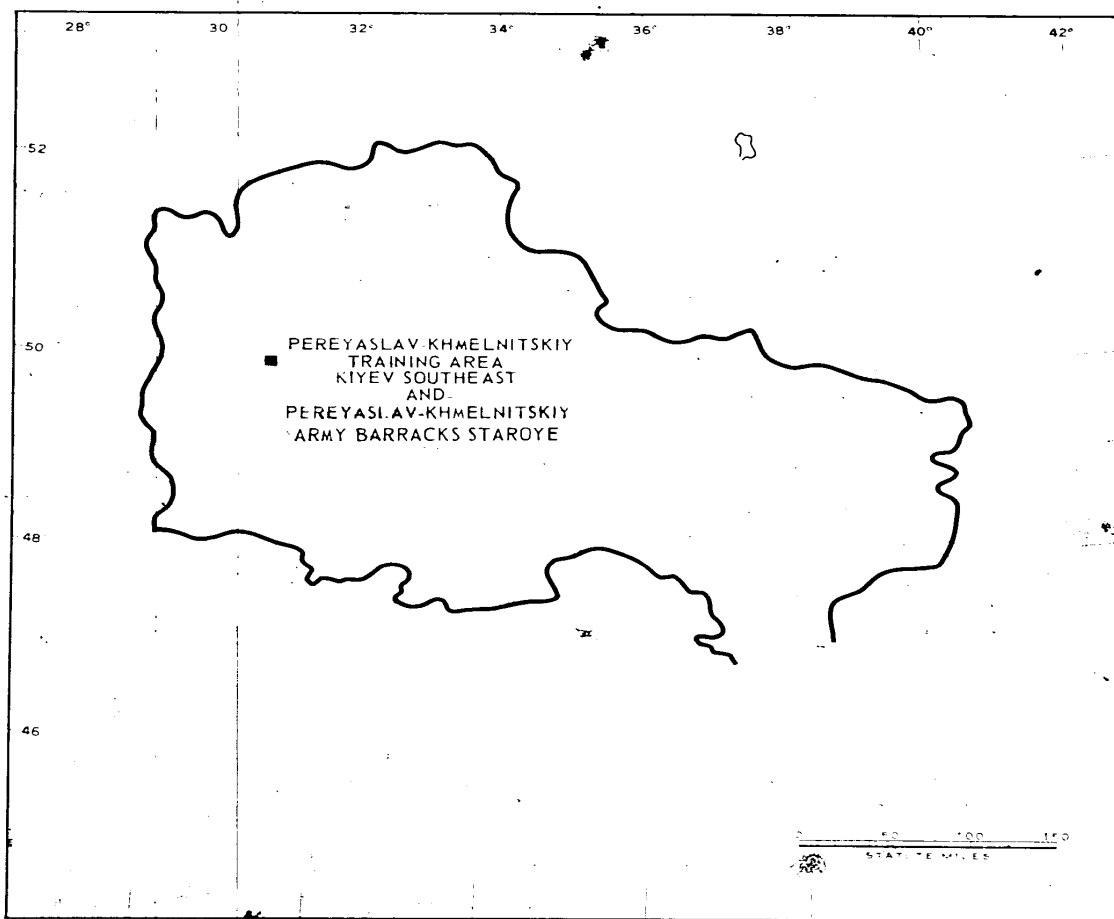 28° 30° 32° 34° 36° 38° 40° 42°
52
50
PEREYASLAV-KHMELNITSKIY
TRAINING AREA
KIYEV SOUTHEAST
AND
PEREYASLAV-KHMELNITSKIY
ARMY BARRACKS STAROYE
48
46
0 50 100 150
STATUTE MILES